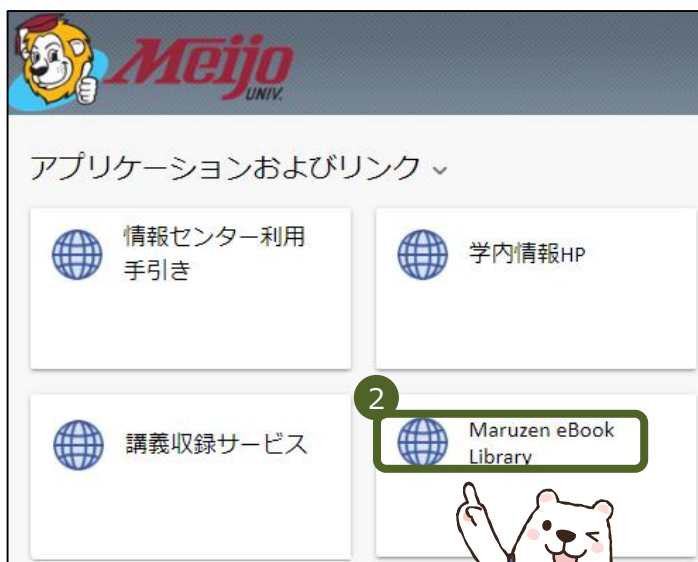 Meijo
UNIV.
アプリケーションおよびリンク
情報センター利用
手引き
学内情報HP
2
講義収録サービス
Maruzen eBook
Library